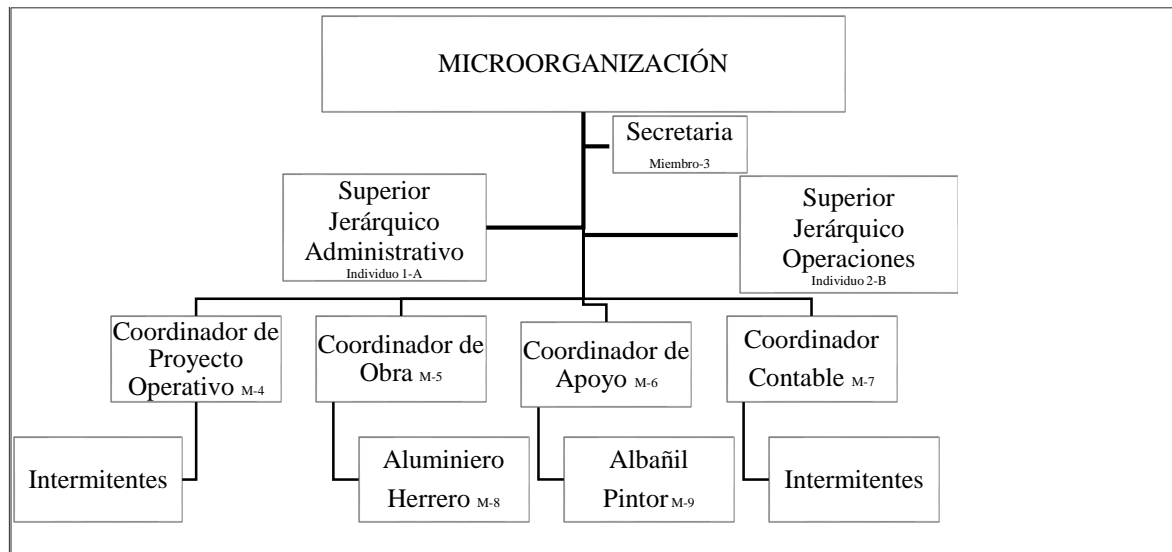 MICROORGANIZACIÓN
Secretaria
Miembro-3
Superior
Jerárquico
Administrativo
Individuo 1-A
Superior
Jerárquico
Operaciones
Individuo 2-B
Coordinador de
Proyecto
Operativo M-4
Coordinador de
Obra M-5
Coordinador de
Apoyo M-6
Coordinador
Contable M-7
Intermitentes
Aluminiero
Herrero M-8
Albañil
Pintor M-9
Intermitentes